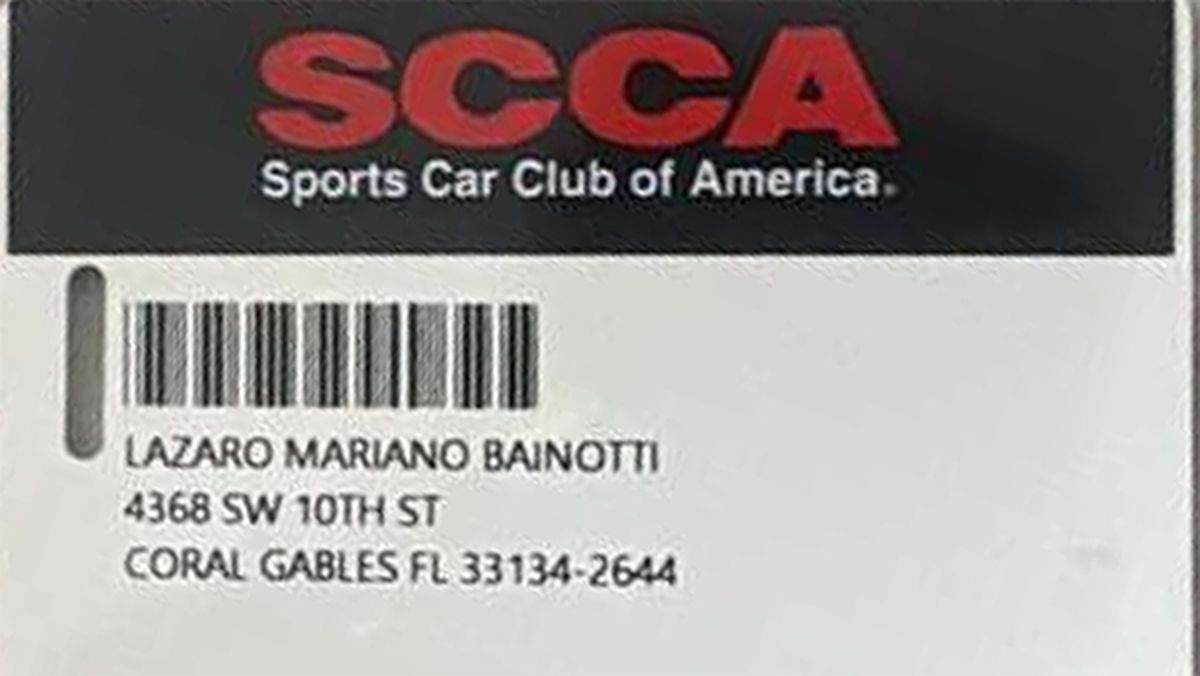 SCCA
Sports Car Club of America.
LAZARO MARIANO BAINOTTI
4368 SW 10TH ST
CORAL GABLES FL 33134-2644